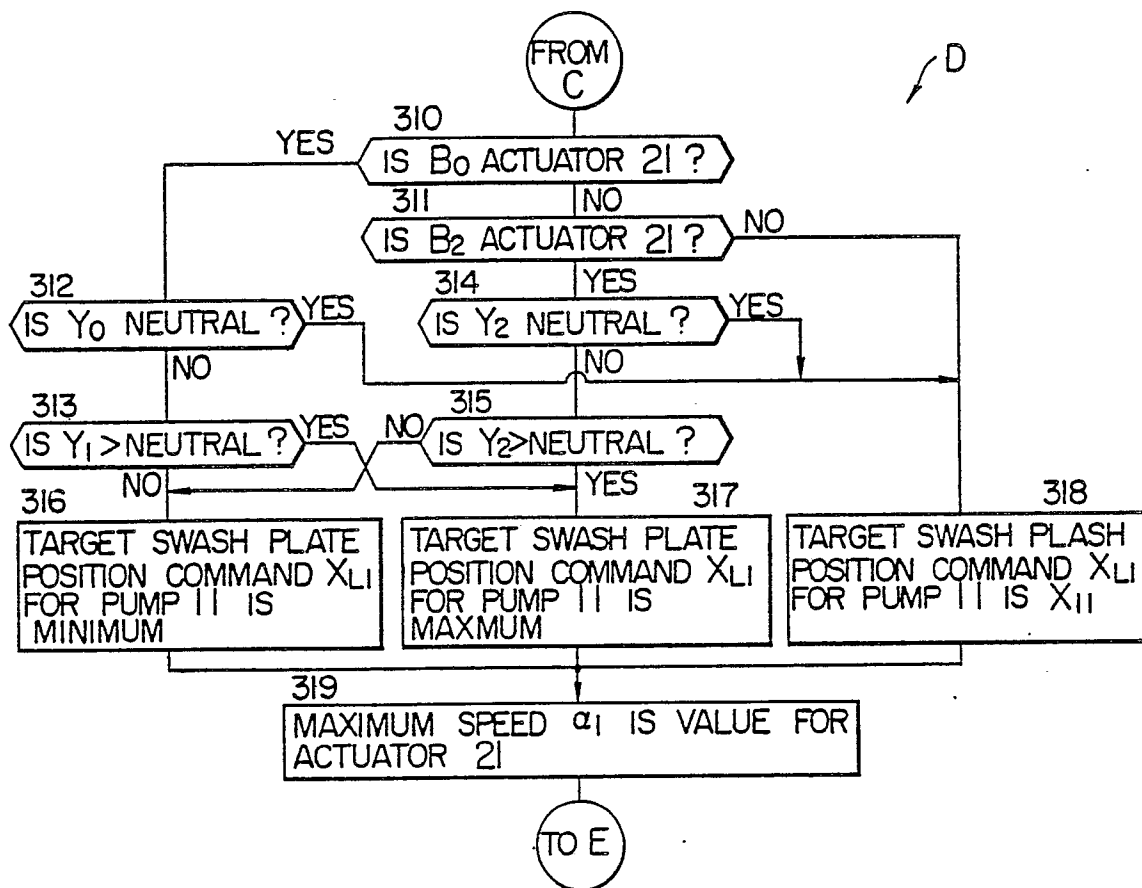 FROM
C
D
310
YES
IS B0 ACTUATOR 21 ?
NO
311
NO
IS B2 ACTUATOR 21 ?
YES
312
314
IS Y0 NEUTRAL ?
YES
IS Y2 NEUTRAL ?
YES
NO
NO
313
315
IS Y1 > NEUTRAL ?
YES
NO
IS Y2 > NEUTRAL ?
NO
YES
316
317
318
TARGET SWASH PLATE
POSITION COMMAND XL1
FOR PUMP 11 IS
MINIMUM
TARGET SWASH PLATE
POSITION COMMAND XL1
FOR PUMP 11 IS
MAXMUM
TARGET SWASH PLASH
POSITION COMMAND XL1
FOR PUMP 11 IS X11
319
MAXIMUM SPEED α1 IS VALUE FOR
ACTUATOR 21
TO E